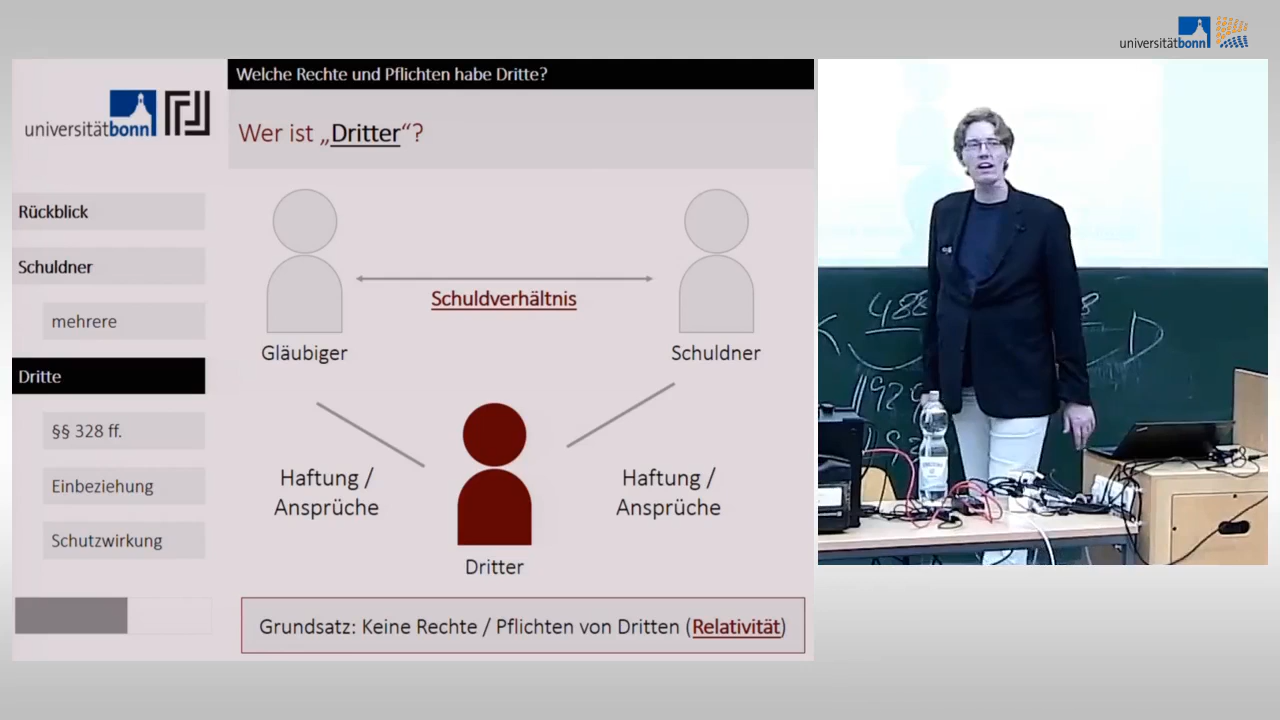 universitätbonn
Welche Rechte und Pflichten habe Dritte?
universitätbonn
Wer ist „Dritter“?
Rückblick
Schuldner
mehrere
Dritte
§§ 328 ff.
Einbeziehung
Schutzwirkung
Schuldverhältnis
Gläubiger
Schuldner
Haftung /
Ansprüche
Haftung /
Ansprüche
Dritter
Grundsatz: Keine Rechte / Pflichten von Dritten (Relativität)
488
D